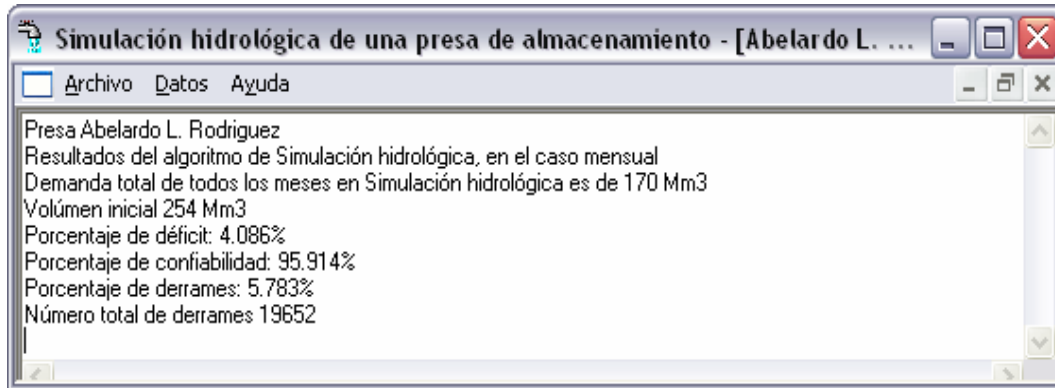 Simulación hidrológica de una presa de almacenamiento - [Abelardo L. ...
Archivo Datos Ayuda
Presa Abelardo L. Rodriguez
Resultados del algoritmo de Simulación hidrológica, en el caso mensual
Demanda total de todos los meses en Simulación hidrológica es de 170 Mm3
Volúmen inicial 254 Mm3
Porcentaje de déficit: 4.086%
Porcentaje de confiabilidad: 95.914%
Porcentaje de derrames: 5.783%
Número total de derrames 19652